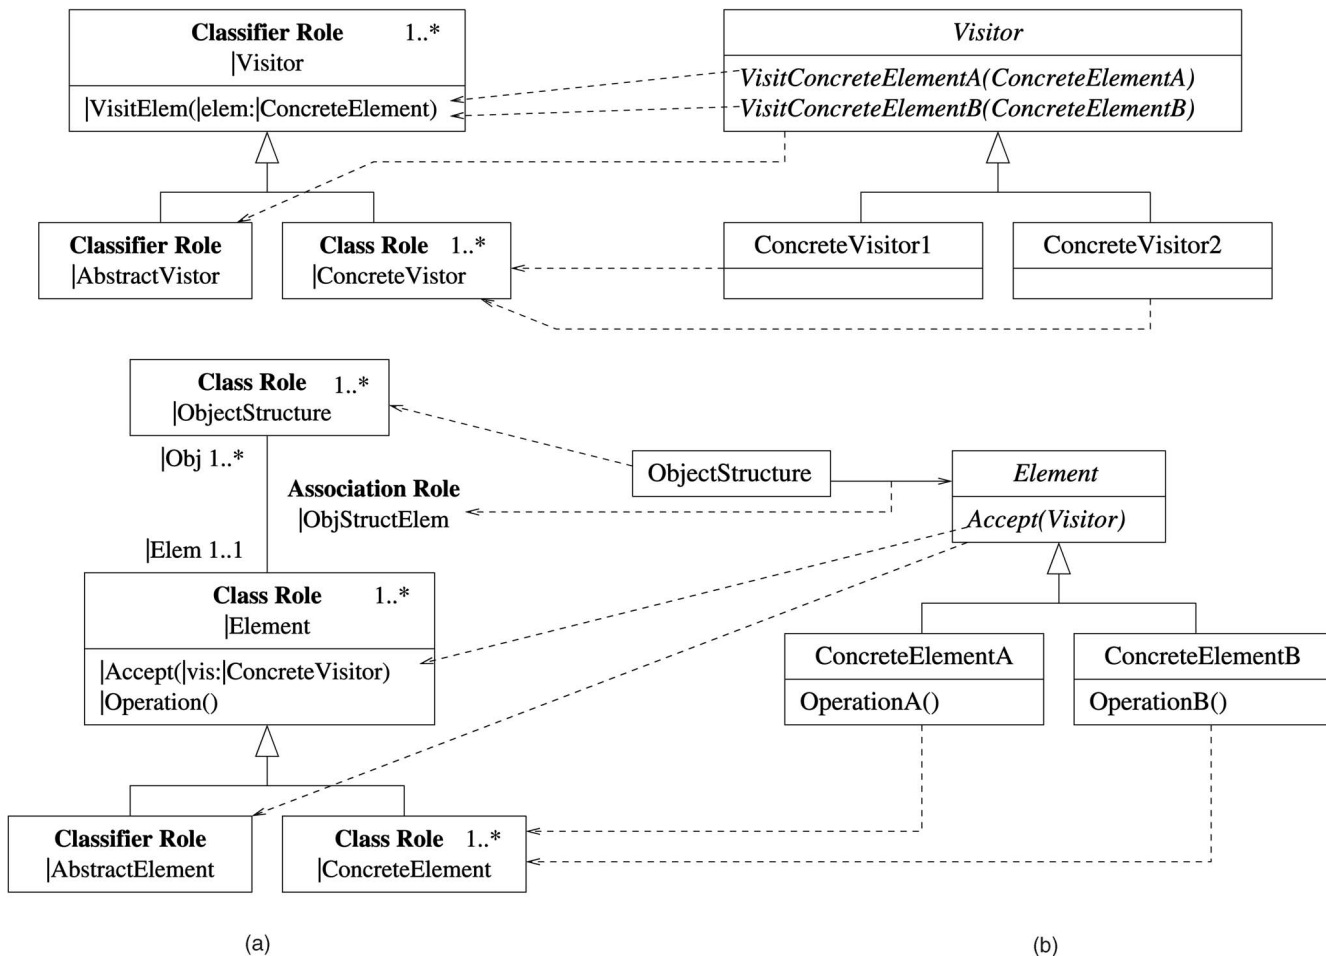 Classifier Role 1..*
|Visitor
|VisitElem(|elem:|ConcreteElement)
Visitor
VisitConcreteElementA(ConcreteElementA)
VisitConcreteElementB(ConcreteElementB)
Classifier Role
|AbstractVistor
Class Role 1..*
|ConcreteVistor
ConcreteVisitor1
ConcreteVisitor2
Class Role 1..*
|ObjectStructure
|Obj 1..*
Association Role
|ObjStructElem
|Elem 1..1
ObjectStructure
Element
Accept(Visitor)
Class Role 1..*
|Element
|Accept(|vis:|ConcreteVisitor)
|Operation()
ConcreteElementA
OperationA()
ConcreteElementB
OperationB()
Classifier Role
|AbstractElement
Class Role 1..*
|ConcreteElement
(a)
(b)